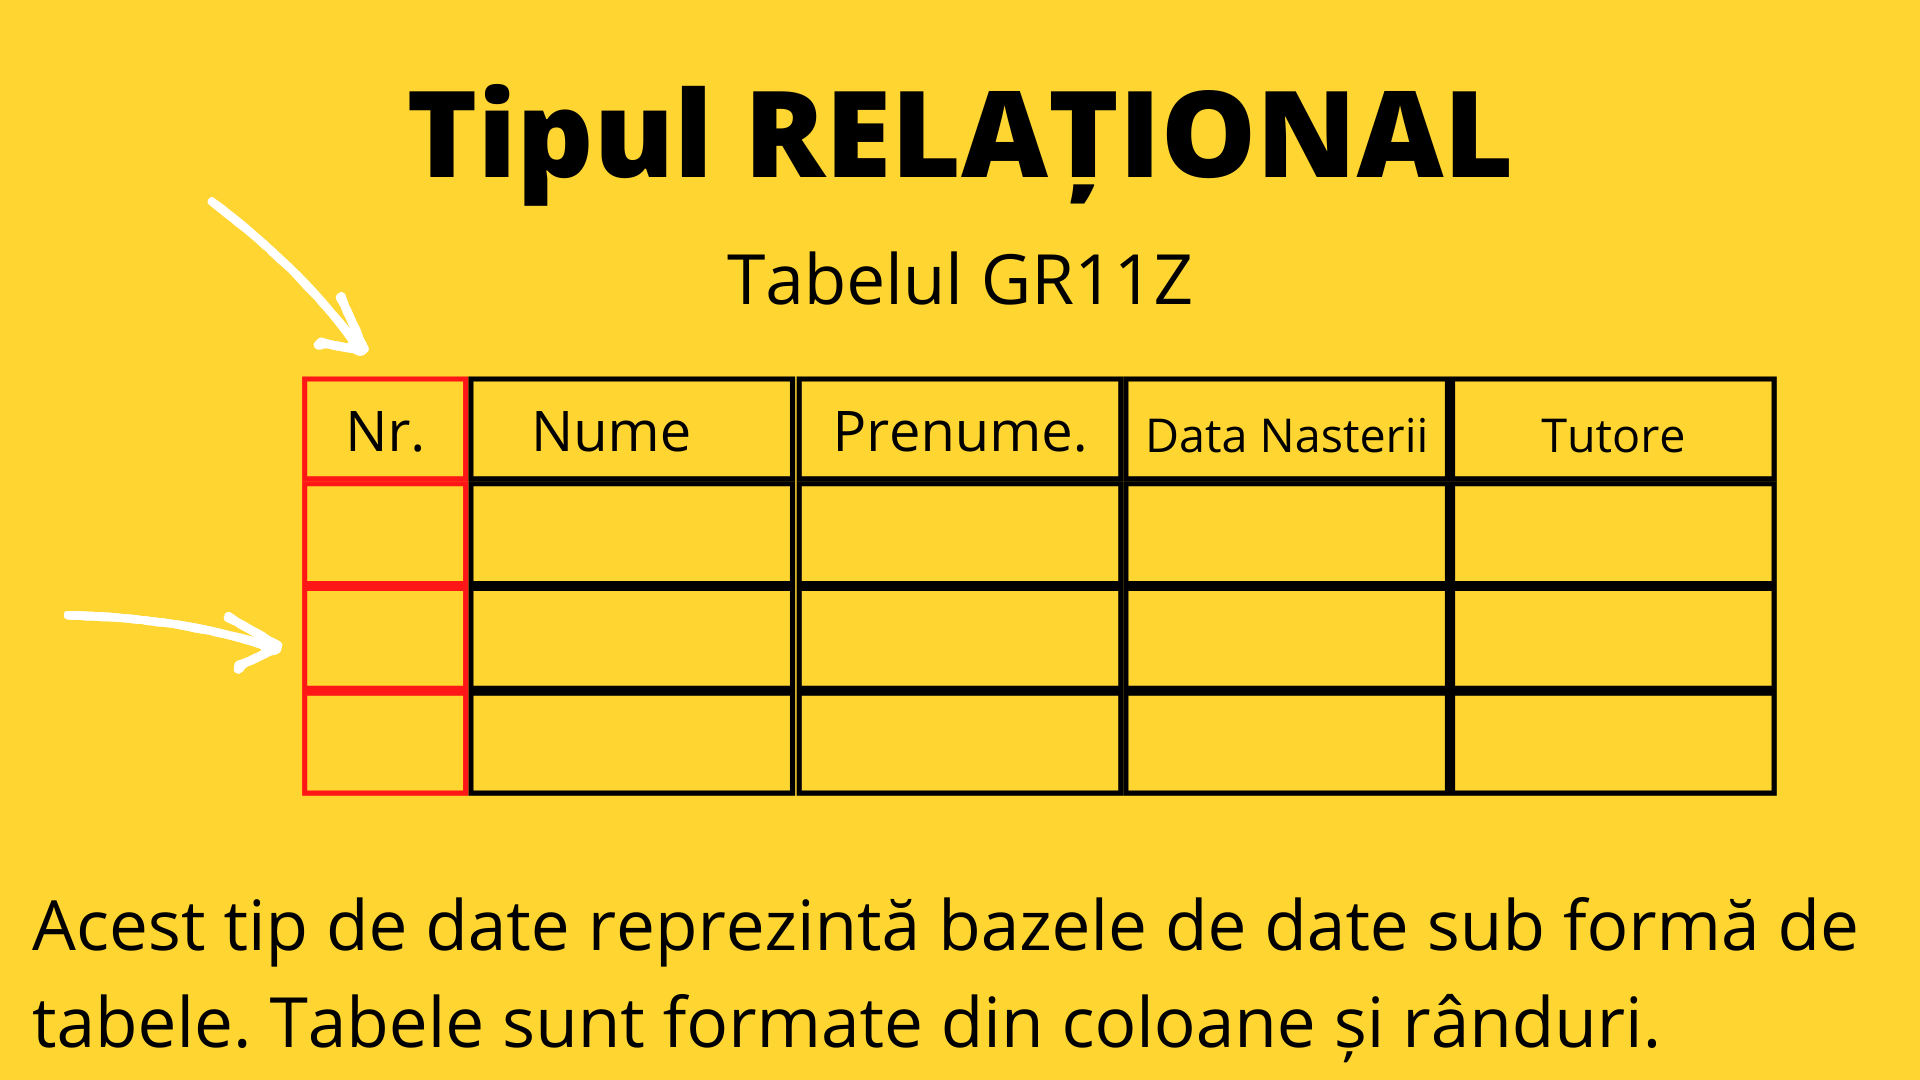 Tipul RELAȚIONAL
Tabelul GR11Z
Nr. Nume Prenume. Data Nasterii Tutore
Acest tip de date reprezintă bazele de date sub formă de
tabele. Tabele sunt formate din coloane și rânduri.